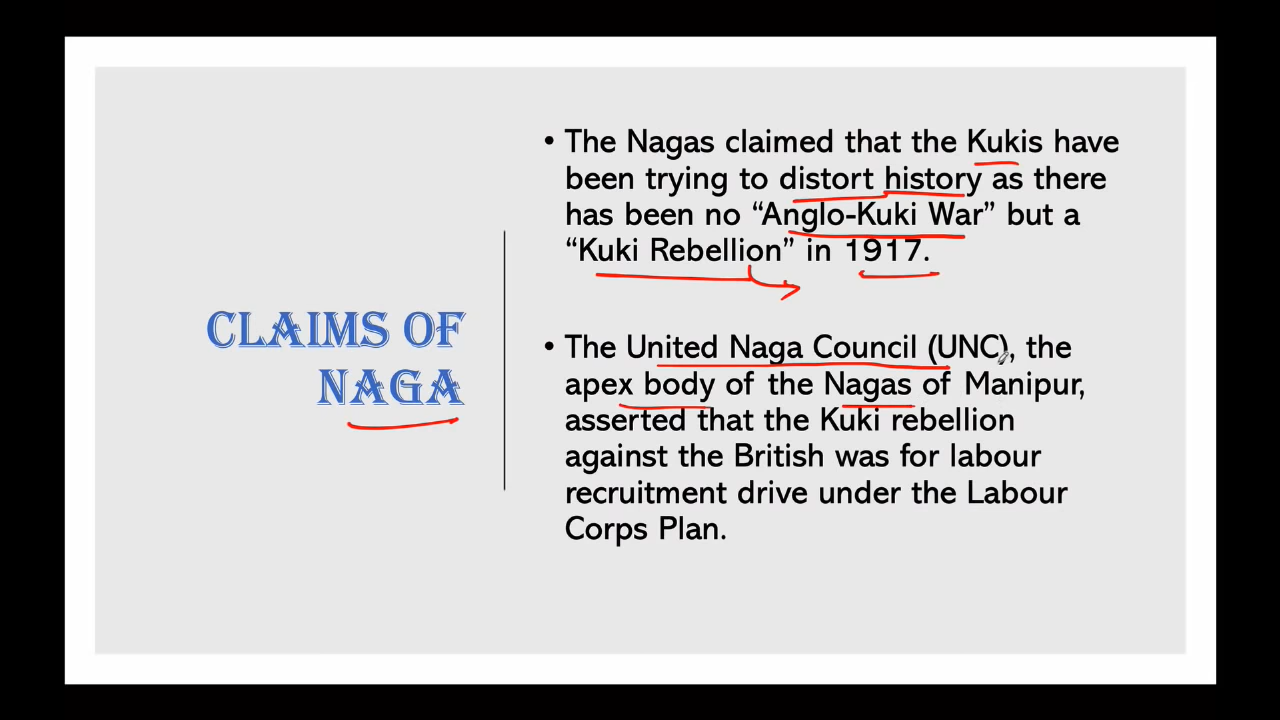 CLAIMS OF
NAGA
• The Nagas claimed that the Kukis have
been trying to distort history as there
has been no “Anglo-Kuki War” but a
“Kuki Rebellion” in 1917.
• The United Naga Council (UNC), the
apex body of the Nagas of Manipur,
asserted that the Kuki rebellion
against the British was for labour
recruitment drive under the Labour
Corps Plan.